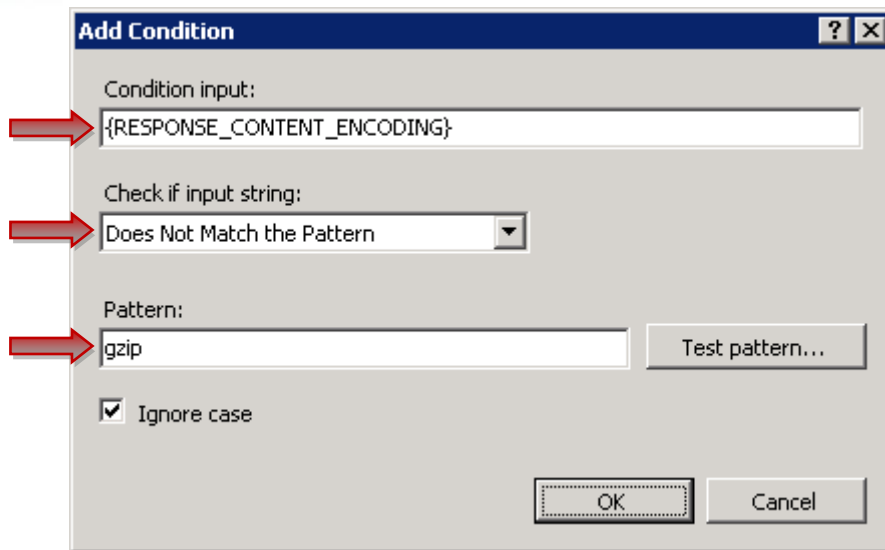 Add Condition
Condition input:
{RESPONSE_CONTENT_ENCODING}
Check if input string:
Does Not Match the Pattern
Pattern:
gzip
Test pattern...
Ignore case
OK
Cancel